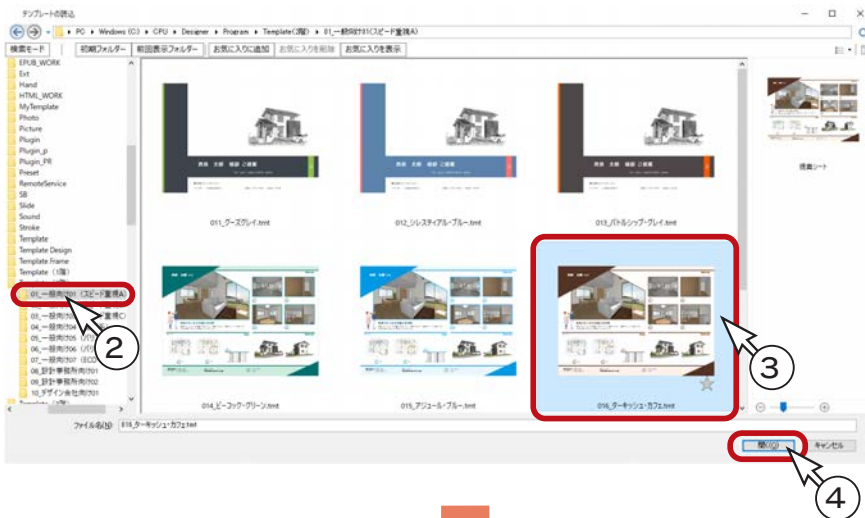 テンプレートの読込
PC › Windows (C:) › CPU › Designer › Program › Template(2階) › 01_一般向け01(スピード重視A)
検索モード 初期フォルダー 前回表示フォルダー お気に入りに追加 お気に入りを削除 お気に入りを表示
EPUB_WORK
Ext
Hand
HTML_WORK
MyTemplate
Photo
Picture
Plugin
Plugin_p
Plugin_PR
Preset
RemoteService
SB
Slide
Sound
Stroke
Template
Template Design
Template Frame
Template (1階)
01_一般向け01 (スピード重視A)
03_一般向け03
04_一般向け04
05_一般向け05
06_一般向け06
07_一般向け07 (ECO
08_設計事務所向け01
09_設計事務所向け02
10_デザイン会社向け01
011_グーズグレイ.tmt
012_シレスティアル・ブルー.tmt
013_バトルシップ・グレイ.tmt
014_ピーコック・グリーン.tmt
015_アジュール・ブルー.tmt
016_ターキッシュ・カフェ.tmt
提案シート
②
③
ファイル名(N): 016_ターキッシュ・カフェ.tmt
開く(O) キャンセル
④